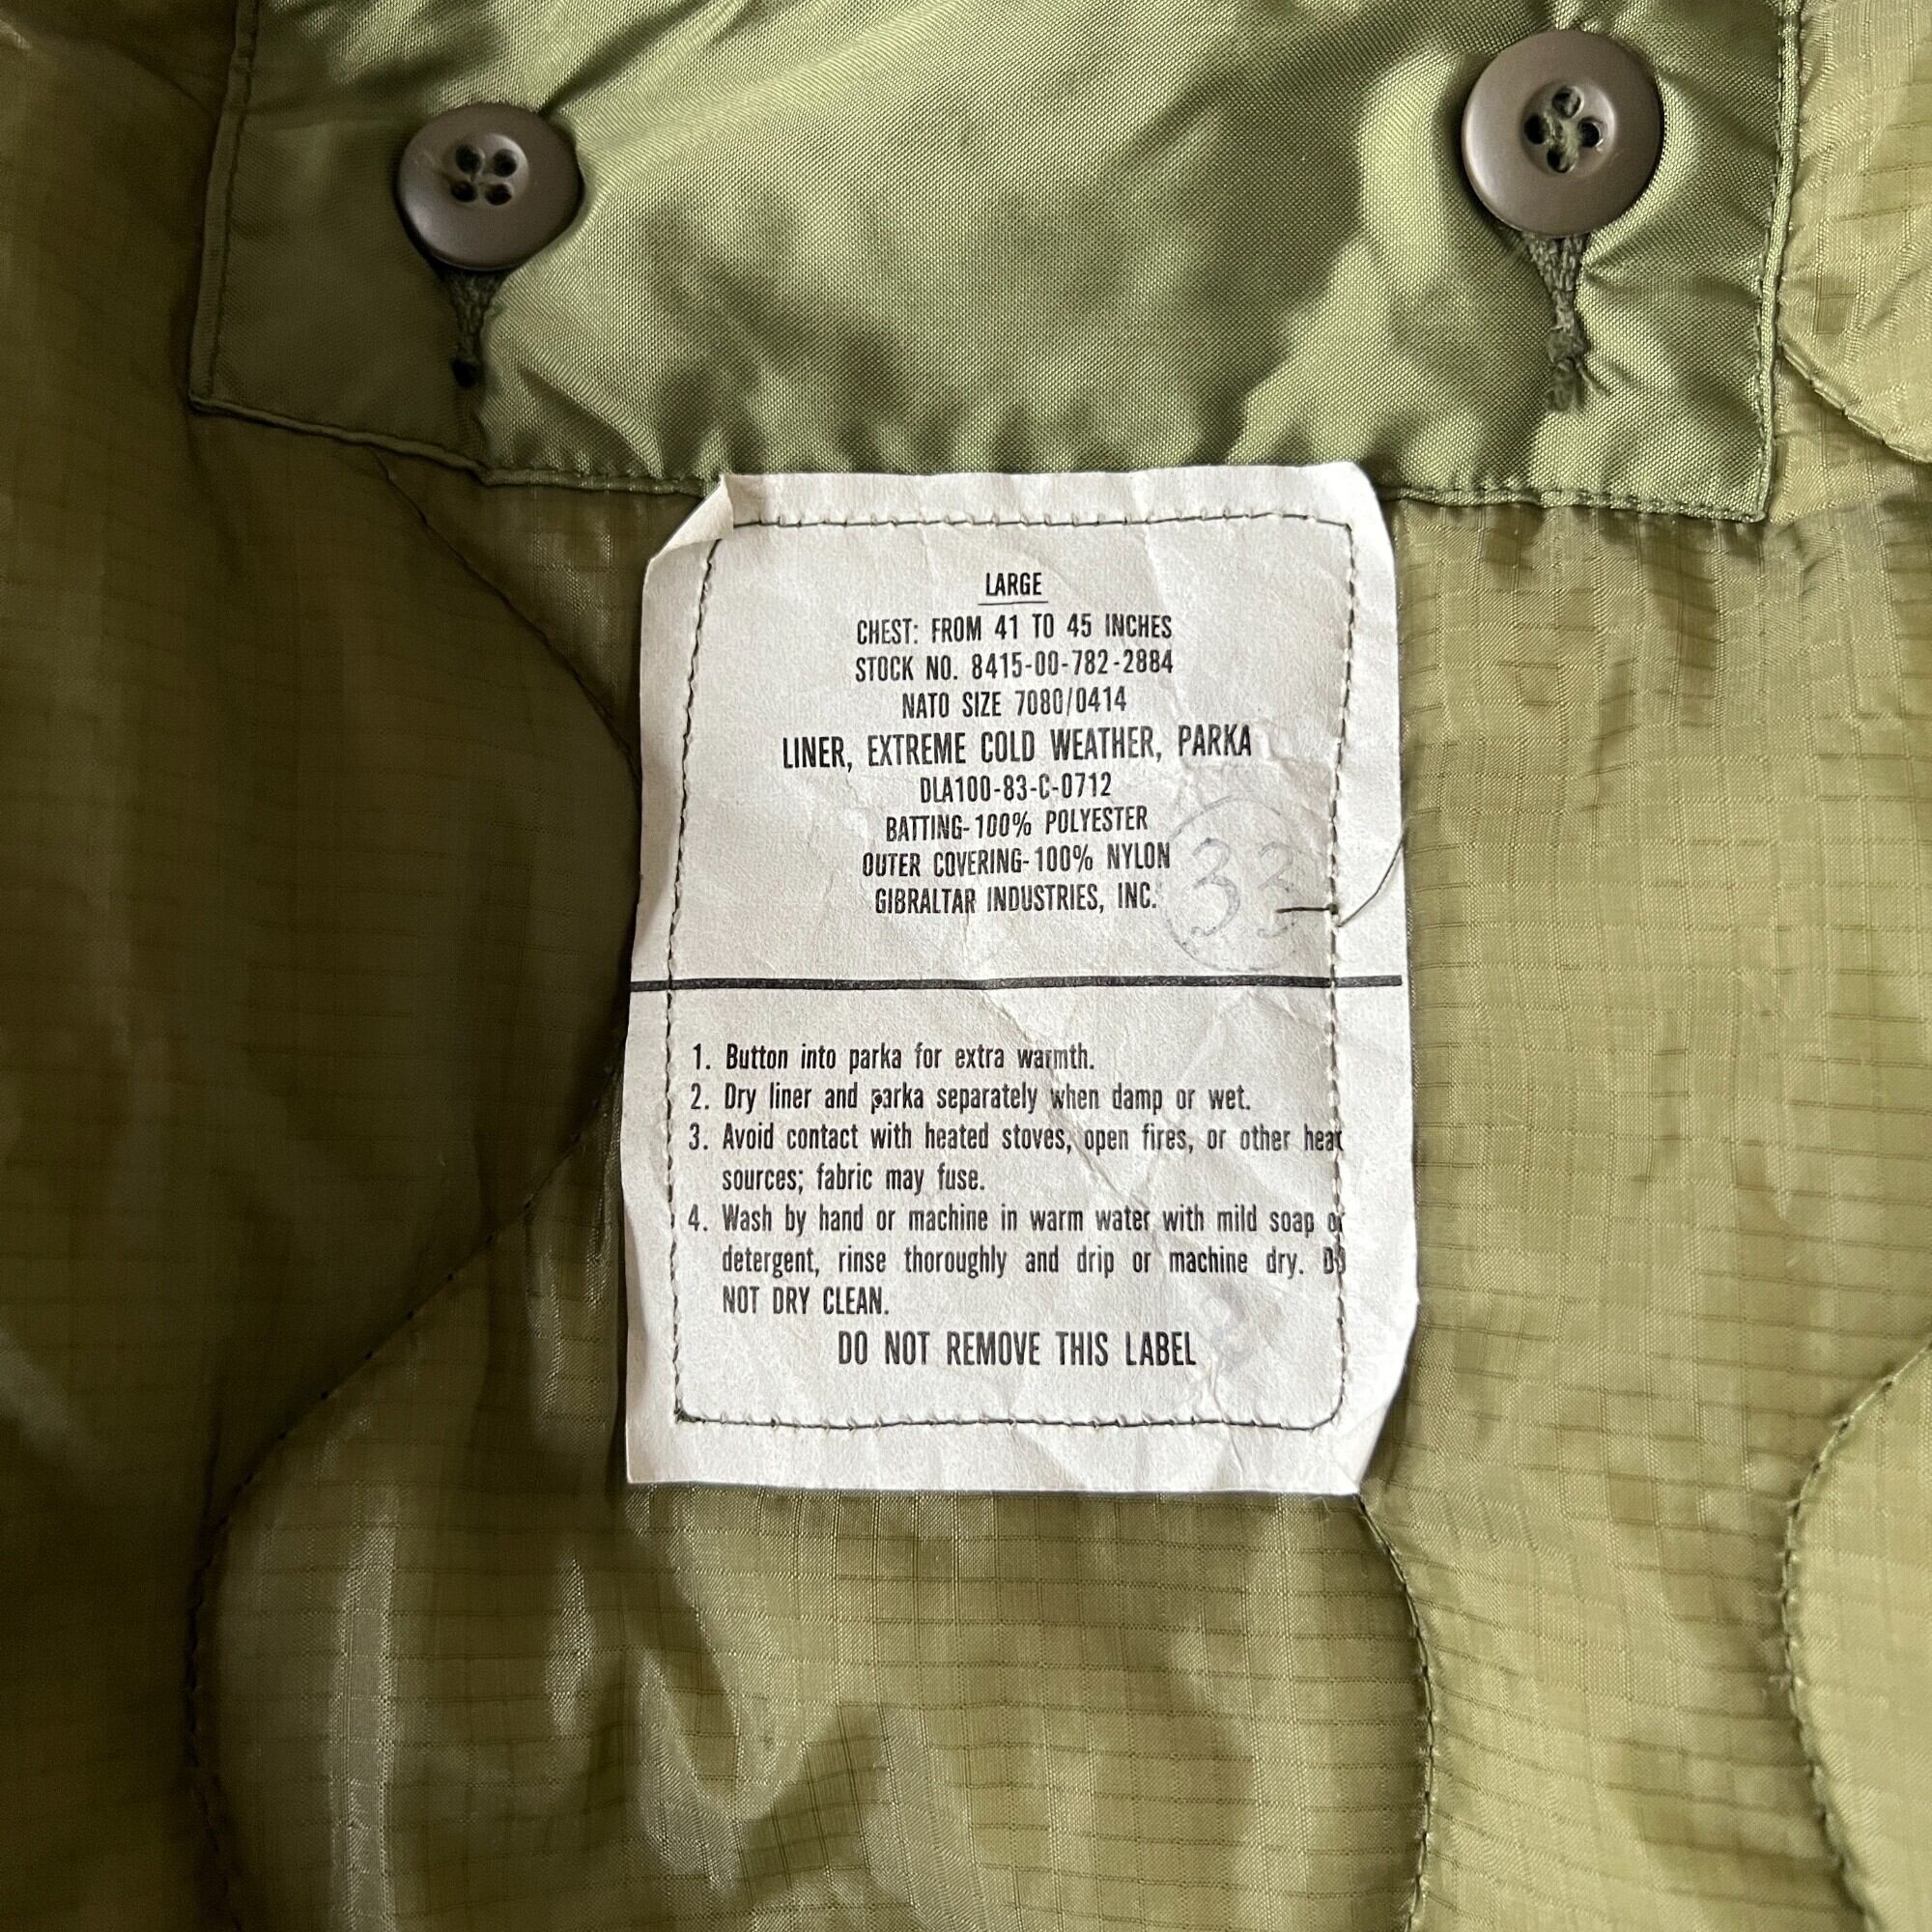 LARGE
CHEST: FROM 41 TO 45 INCHES
STOCK NO. 8415-00-782-2884
NATO SIZE 7080/0414
LINER, EXTREME COLD WEATHER, PARKA
DLA100-83-C-0712
BATTING-100% POLYESTER
OUTER COVERING-100% NYLON
GIBRALTAR INDUSTRIES, INC.
33
1. Button into parka for extra warmth.
2. Dry liner and parka separately when damp or wet.
3. Avoid contact with heated stoves, open fires, or other heat
sources; fabric may fuse.
4. Wash by hand or machine in warm water with mild soap or
detergent, rinse thoroughly and drip or machine dry. DO
NOT DRY CLEAN.
DO NOT REMOVE THIS LABEL